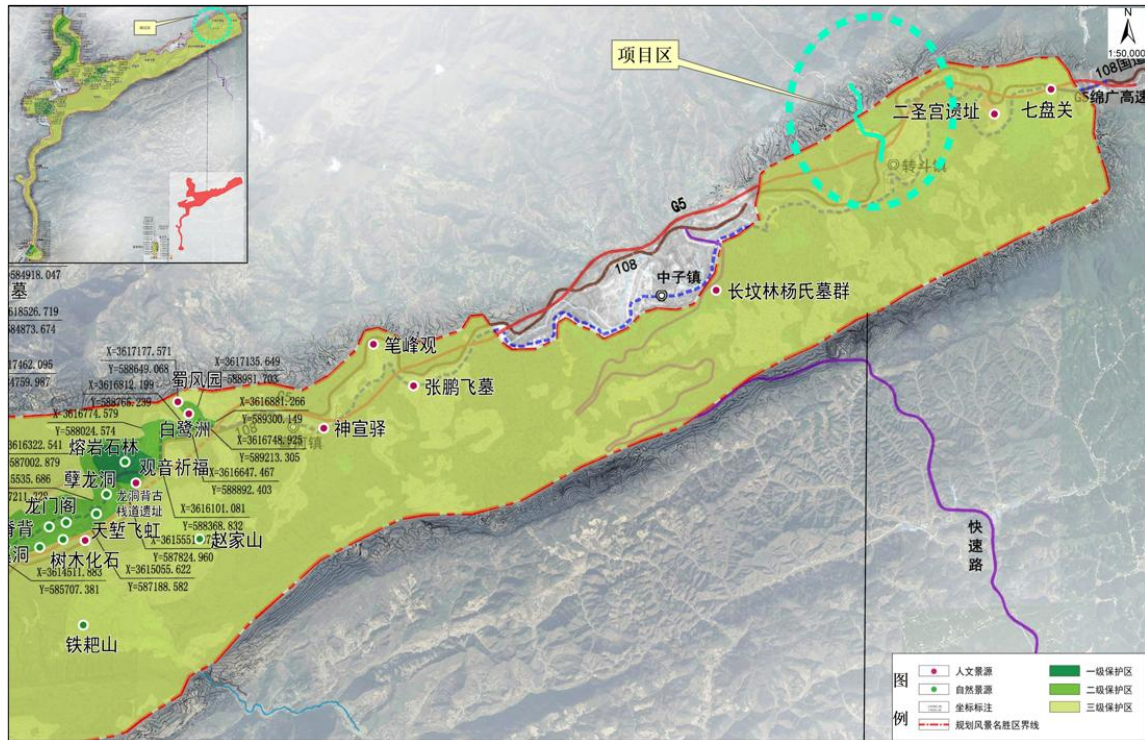 项目区
N
1:50,000
108国道
G5绵广高速
二圣宫遗址
七盘关
转斗镇
G5
108
中子镇
长坟林杨氏墓群
笔峰观
张鹏飞墓
神宣驿
=584918.047
墓
618526.719
584873.674
17462.095
4759.987
X=3617177.571
Y=588649.068
X=3617135.649
Y=588981.703
X=3616812.199
Y=588766.239
蜀风园
X=3616774.579
Y=588024.574
X=3616881.266
Y=589300.149
白鹭洲
108
X=3616748.925
Y=589213.305
3616322.541
587002.879
熔岩石林
X=3616647.467
Y=588892.403
观音祈福
5535.686
孽龙洞
龙洞背古
栈道遗址
X=3616101.081
Y=588368.832
龙门阁
天堑飞虹
Y=587824.960
赵家山
树木化石
X=3614511.883
Y=585707.381
X=3615055.622
Y=587188.582
铁耙山
快速路
图例
人文景源
自然景源
坐标标注
规划风景名胜区界线
一级保护区
二级保护区
三级保护区